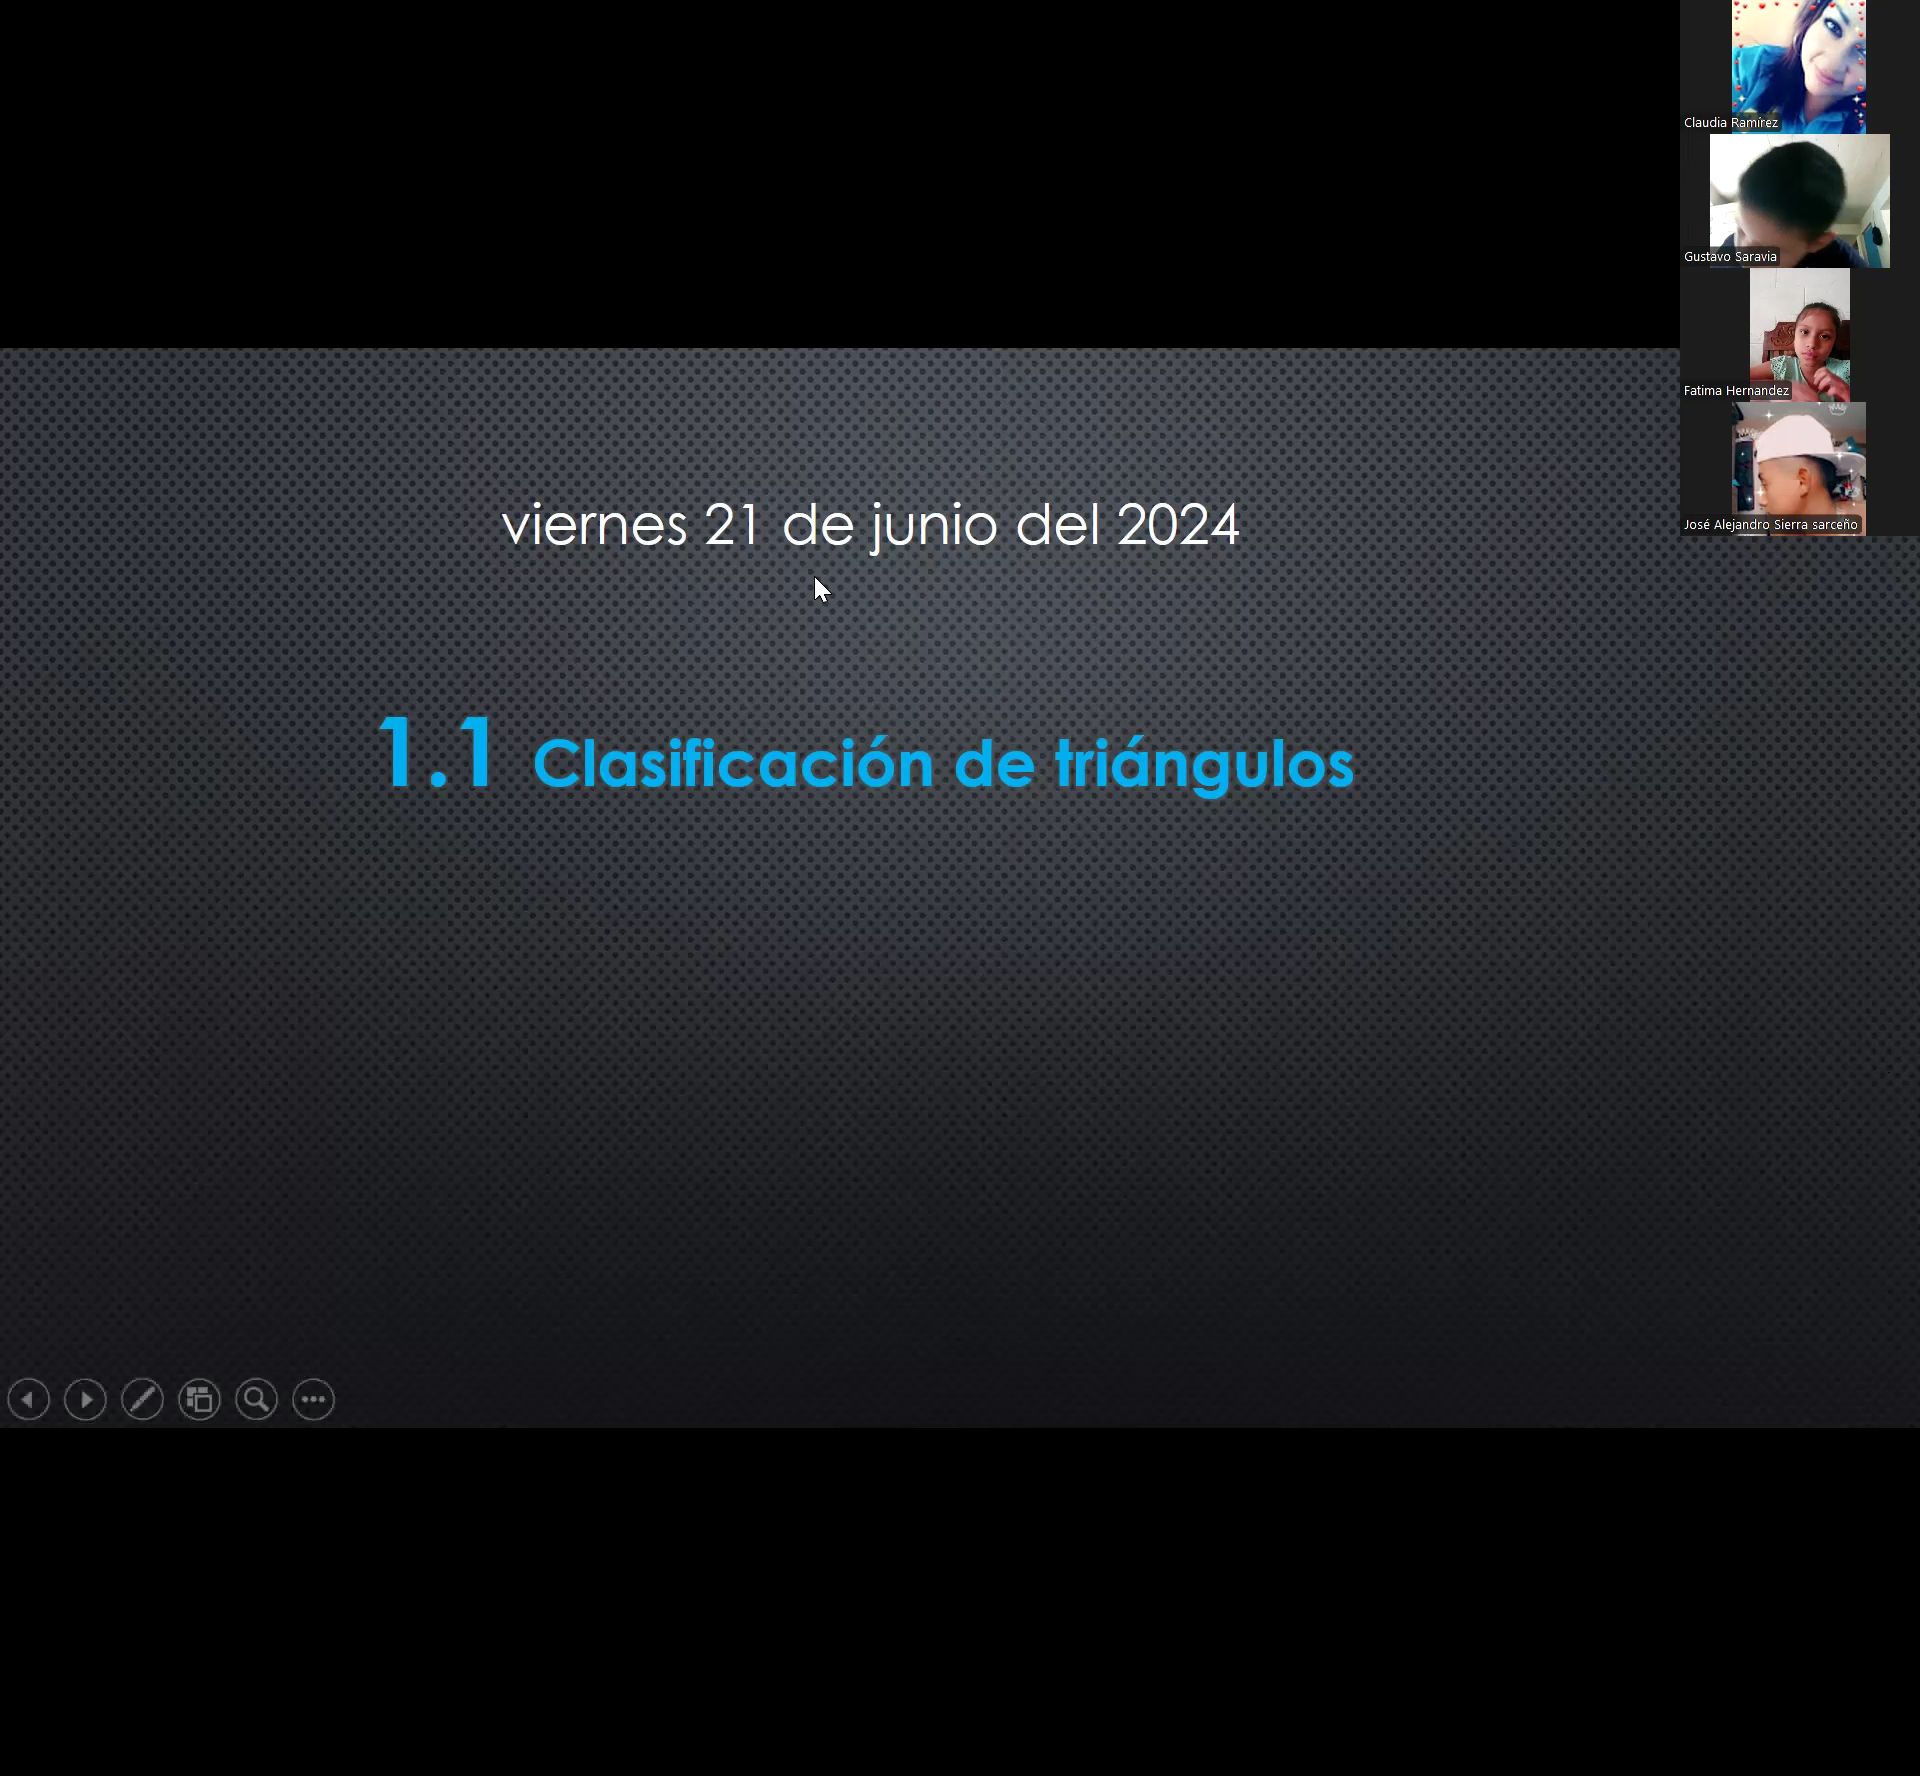 Claudia Ramírez
Gustavo Saravia
Fatima Hernandez
José Alejandro Sierra sarceño
viernes 21 de junio del 2024
1.1 Clasificación de triángulos